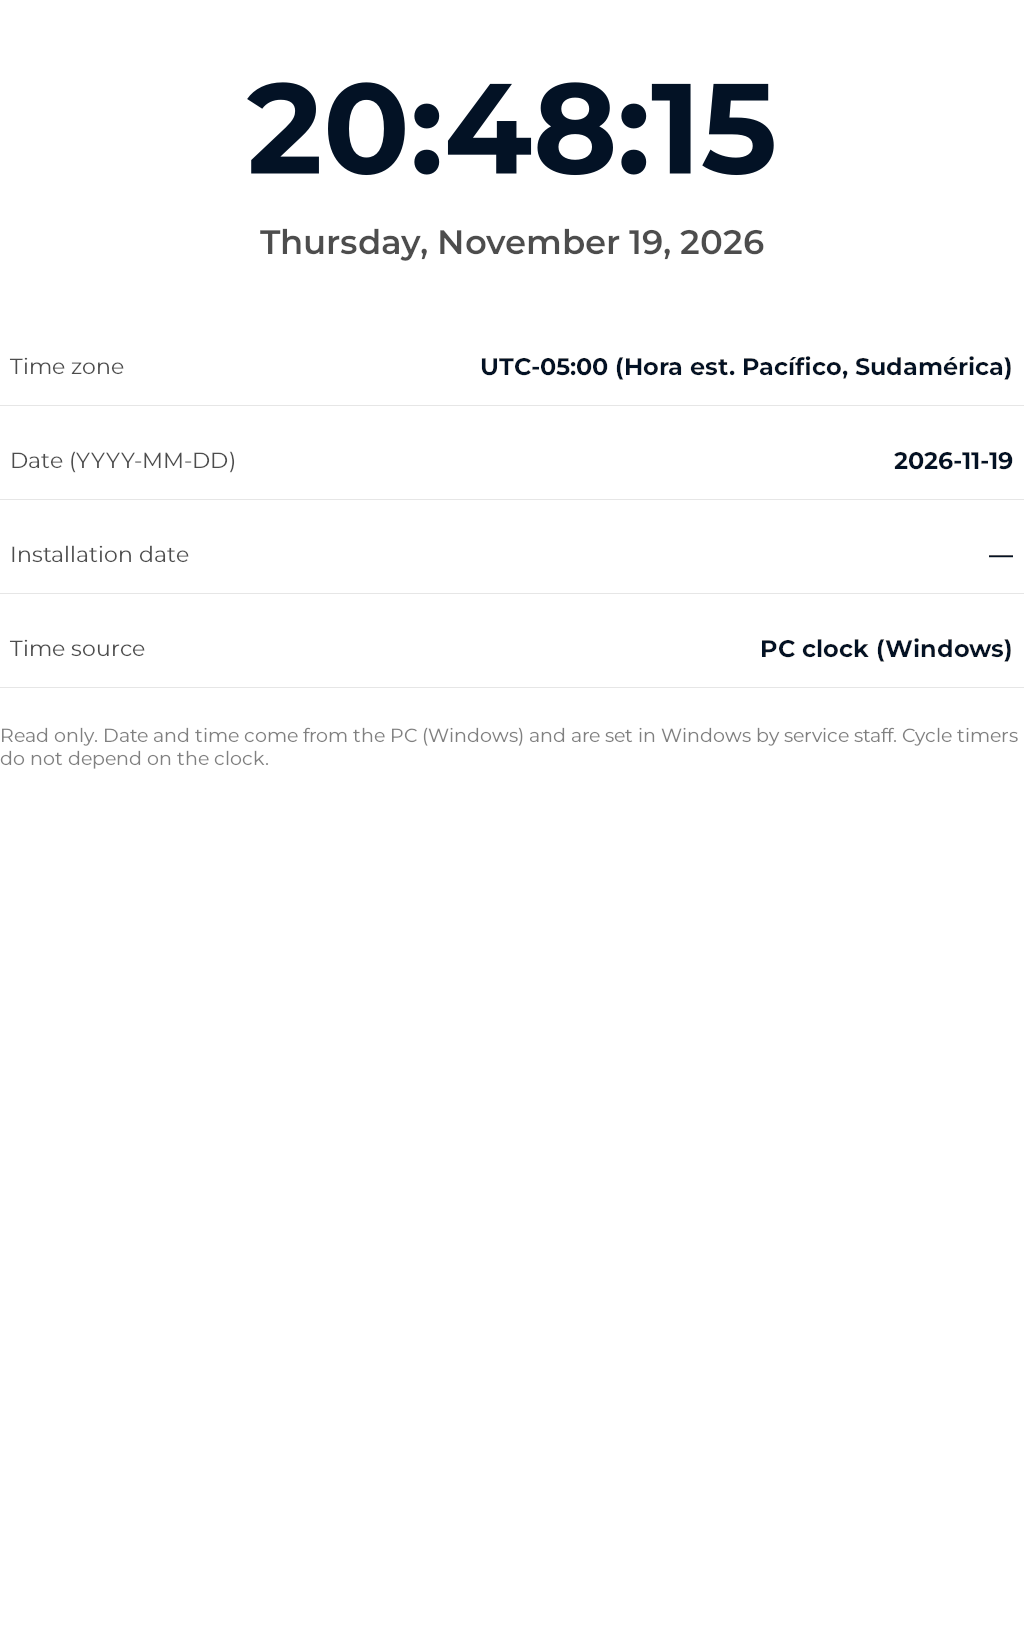 20:48:15
Thursday, November 19, 2026
Time zone UTC-05:00 (Hora est. Pacífico, Sudamérica)
Date (YYYY-MM-DD) 2026-11-19
Installation date —
Time source PC clock (Windows)
Read only. Date and time come from the PC (Windows) and are set in Windows by service staff. Cycle timers
do not depend on the clock.